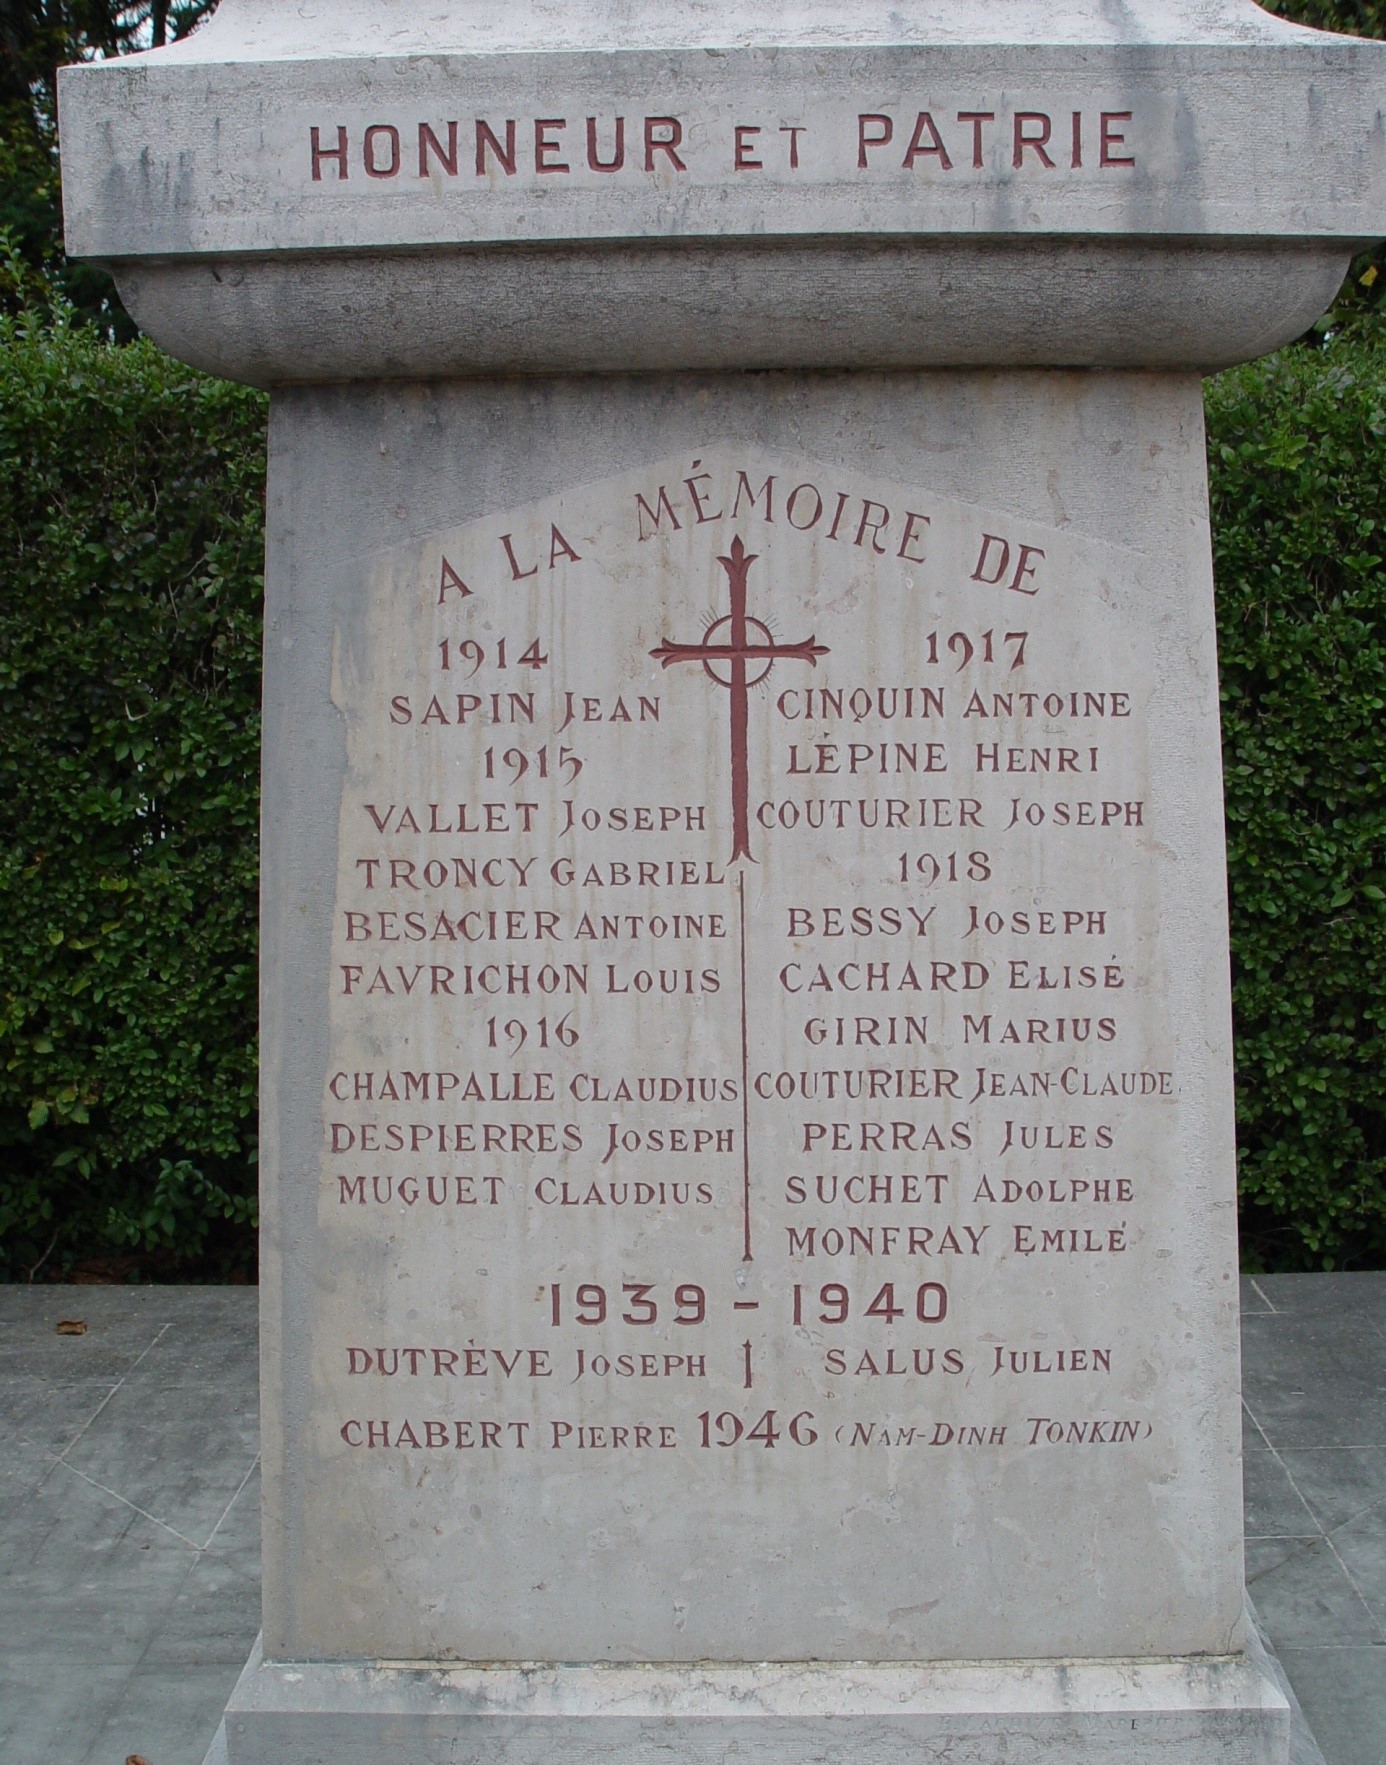 HONNEUR ET PATRIE
A LA MÉMOIRE DE
1914
SAPIN JEAN
1915
VALLET JOSEPH
TRONCY GABRIEL
BESACIER ANTOINE
FAVRICHON LOUIS
1916
CHAMPALLE CLAUDIUS
DESPIERRES JOSEPH
MUGUET CLAUDIUS
1917
CINQUIN ANTOINE
LÉPINE HENRI
COUTURIER JOSEPH
1918
BESSY JOSEPH
CACHARD ELISÉ
GIRIN MARIUS
COUTURIER JEAN-CLAUDE
PERRAS JULES
SUCHET ADOLPHE
MONFRAY EMILÉ
1939 - 1940
DUTRÈVE JOSEPH
SALUS JULIEN
CHABERT PIERRE 1946 (NAM-DINH TONKIN)